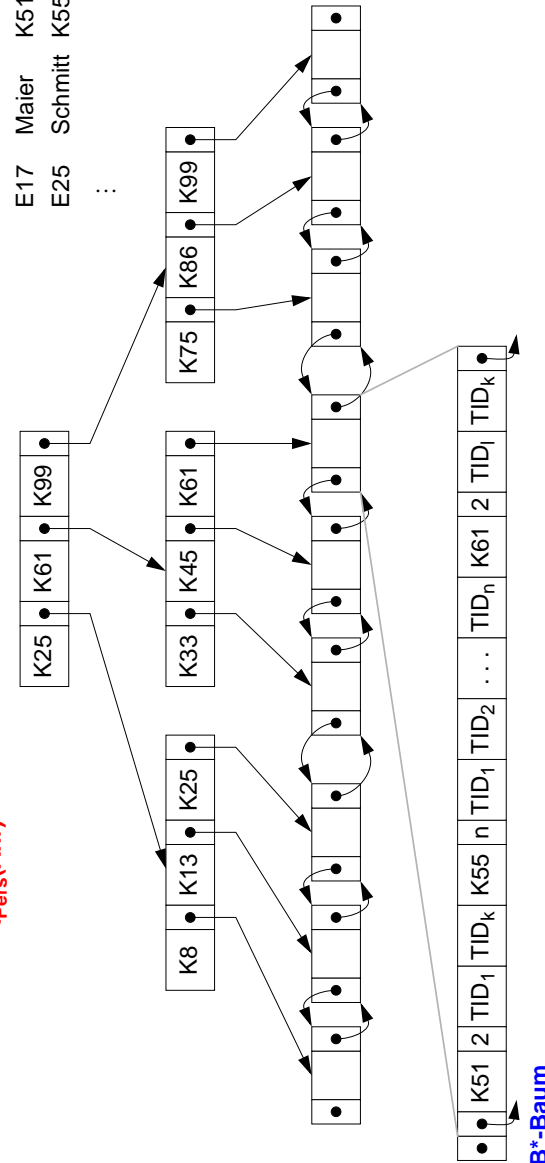 E17 Maier K51
E25 Schmitt K55
:
K25 K61 K99
K8 K13 K25
K33 K45 K61
K75 K86 K99
K51 2 TID1 TIDk K55 n TID1 TID2 . . . TIDn K61 2 TIDl TIDk
B*-Baum